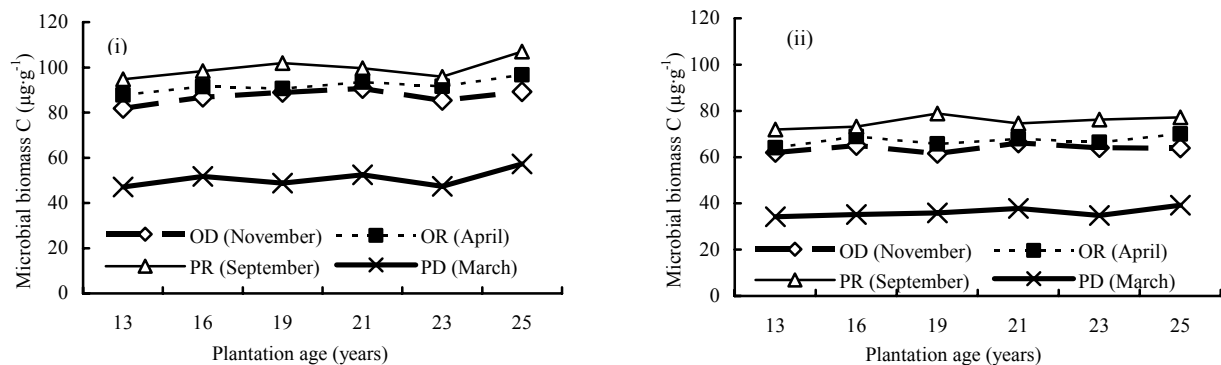 (i)
Microbial biomass C (µg·g-1)
120
100
80
60
40
20
0
OD (November)
OR (April)
PR (September)
PD (March)
13 16 19 21 23 25
Plantation age (years)
(ii)
Microbial biomass C (µg·g-1)
120
100
80
60
40
20
0
OD (November)
OR (April)
PR (September)
PD (March)
13 16 19 21 23 25
Plantation age (years)